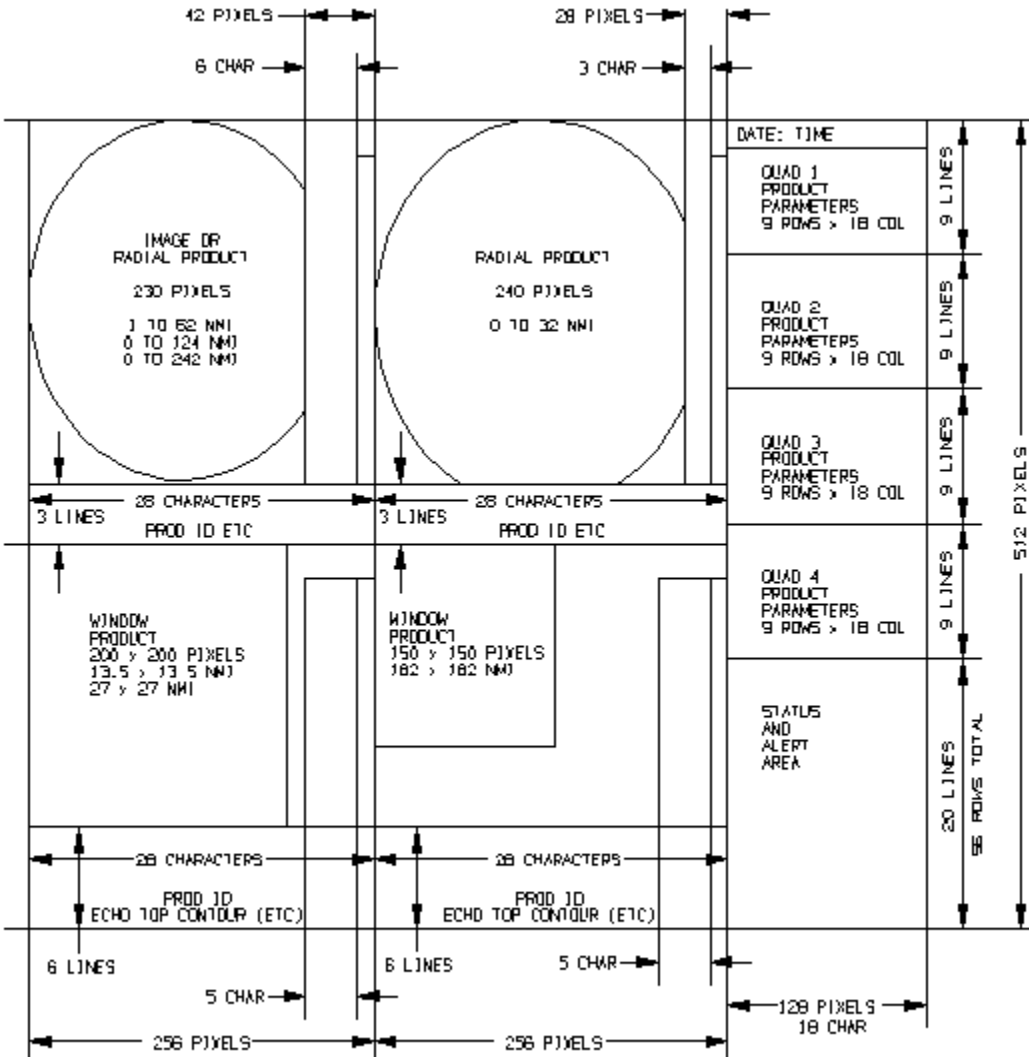 42 PIXELS
28 PIXELS
6 CHAR
3 CHAR
DATE: TIME
QUAD 1
PRODUCT
PARAMETERS
9 ROWS x 18 COL
9 LINES
IMAGE OR
RADIAL PRODUCT
230 PIXELS
1 TO 62 NMI
0 TO 124 NMI
0 TO 242 NMI
RADIAL PRODUCT
240 PIXELS
0 TO 32 NMI
QUAD 2
PRODUCT
PARAMETERS
9 ROWS x 18 COL
9 LINES
QUAD 3
PRODUCT
PARAMETERS
9 ROWS x 18 COL
9 LINES
512 PIXELS
28 CHARACTERS
28 CHARACTERS
3 LINES
3 LINES
PROD ID ETC
PROD ID ETC
QUAD 4
PRODUCT
PARAMETERS
9 ROWS x 18 COL
9 LINES
WINDOW
PRODUCT
200 x 200 PIXELS
13.5 x 13.5 NMI
27 x 27 NMI
WINDOW
PRODUCT
150 x 150 PIXELS
182 x 182 NMI
STATUS
AND
ALERT
AREA
20 LINES
56 ROWS TOTAL
28 CHARACTERS
28 CHARACTERS
PROD ID
ECHO TOP CONTOUR (ETC)
PROD ID
ECHO TOP CONTOUR (ETC)
6 LINES
6 LINES
5 CHAR
5 CHAR
128 PIXELS
18 CHAR
256 PIXELS
256 PIXELS